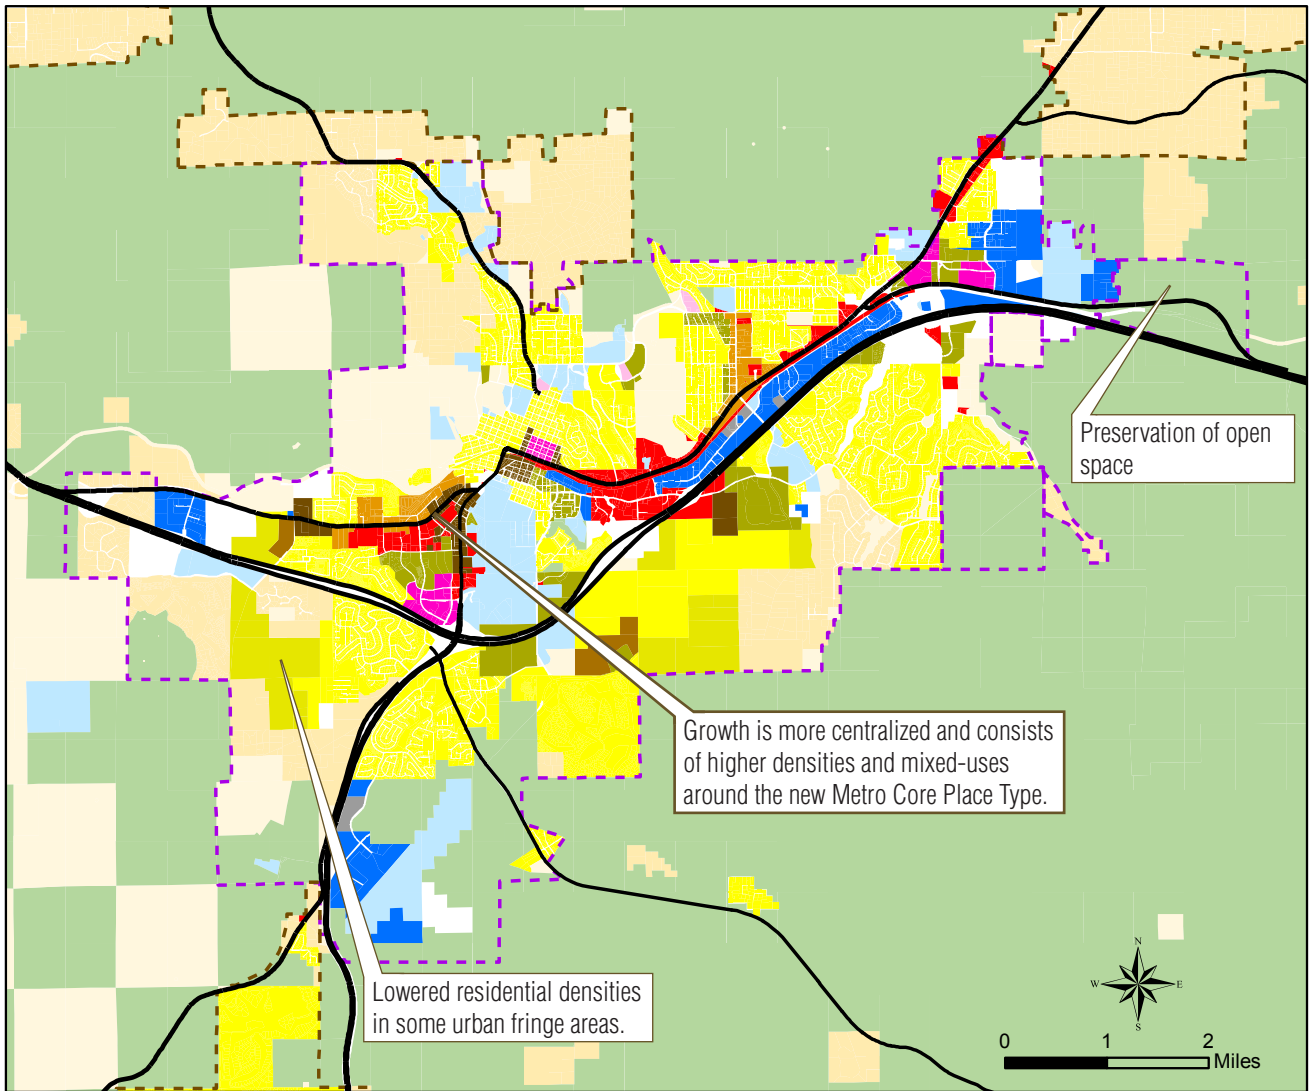 Preservation of open
space
Growth is more centralized and consists
of higher densities and mixed-uses
around the new Metro Core Place Type.
Lowered residential densities
in some urban fringe areas.
N
W E
S
0 1 2
Miles